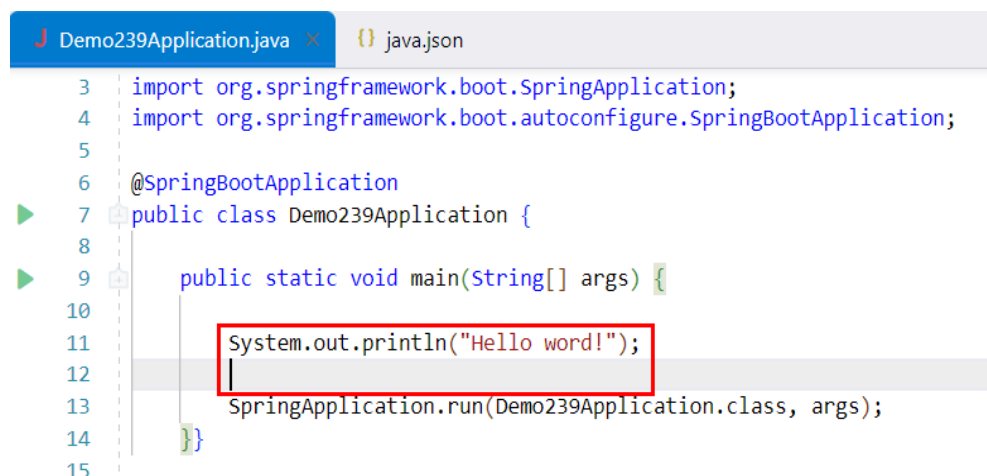 J Demo239Application.java × {} java.json
3 import org.springframework.boot.SpringApplication;
4 import org.springframework.boot.autoconfigure.SpringBootApplication;
5
6 @SpringBootApplication
7 public class Demo239Application {
8
9 public static void main(String[] args) {
10
11 System.out.println("Hello word!");
12
13 SpringApplication.run(Demo239Application.class, args);
14 }}
15